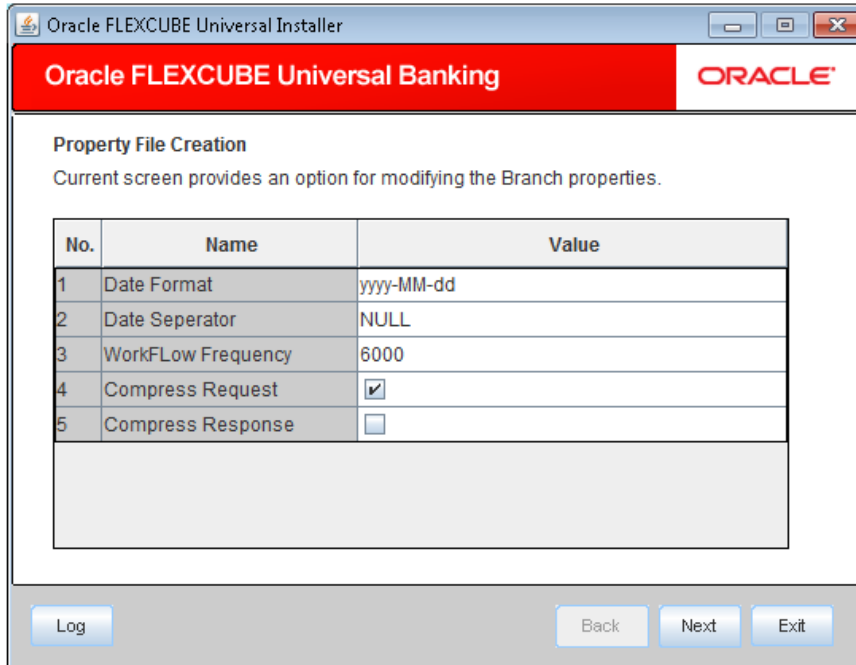 Oracle FLEXCUBE Universal Installer
Oracle FLEXCUBE Universal Banking
ORACLE
Property File Creation
Current screen provides an option for modifying the Branch properties.
No. Name Value
1 Date Format yyyy-MM-dd
2 Date Seperator NULL
3 WorkFLow Frequency 6000
4 Compress Request
5 Compress Response
Log Back Next Exit